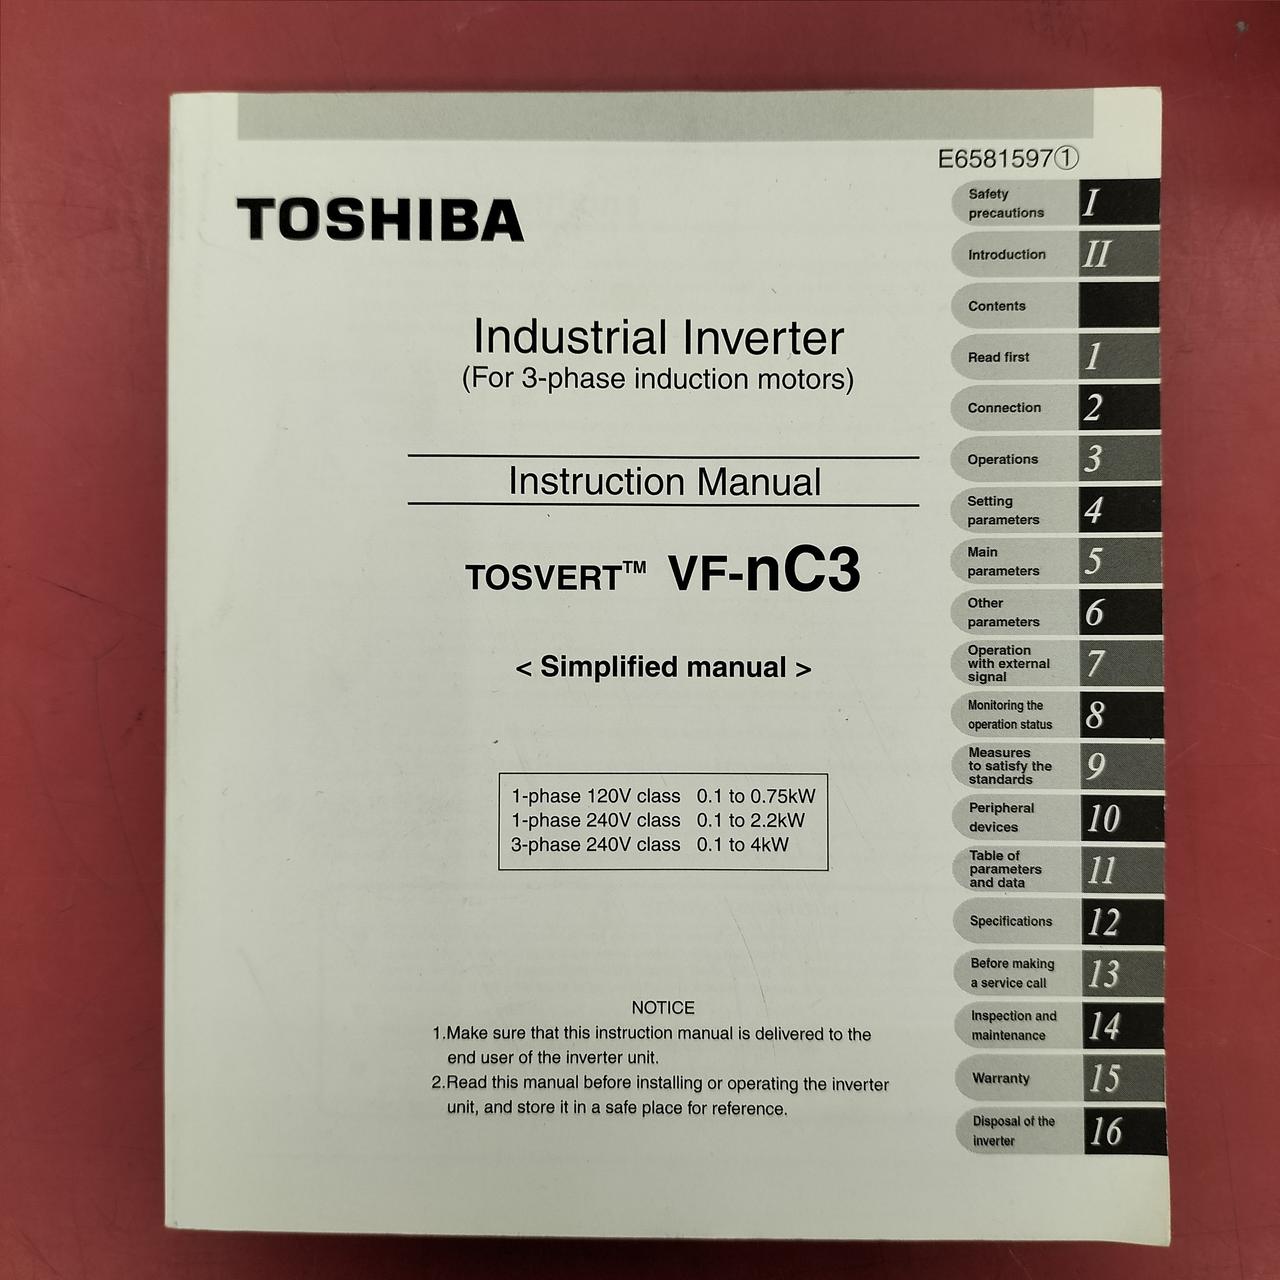 E6581597①
TOSHIBA
Industrial Inverter
(For 3-phase induction motors)
Instruction Manual
TOSVERT™ VF-nC3
< Simplified manual >
1-phase 120V class 0.1 to 0.75kW
1-phase 240V class 0.1 to 2.2kW
3-phase 240V class 0.1 to 4kW
NOTICE
1.Make sure that this instruction manual is delivered to the
end user of the inverter unit.
2.Read this manual before installing or operating the inverter
unit, and store it in a safe place for reference.
Safety
precautions I
Introduction II
Contents
Read first 1
Connection 2
Operations 3
Setting
parameters 4
Main
parameters 5
Other
parameters 6
Operation
with external
signal 7
Monitoring the
operation status 8
Measures
to satisfy the
standards 9
Peripheral
devices 10
Table of
parameters
and data 11
Specifications 12
Before making
a service call 13
Inspection and
maintenance 14
Warranty 15
Disposal of the
inverter 16